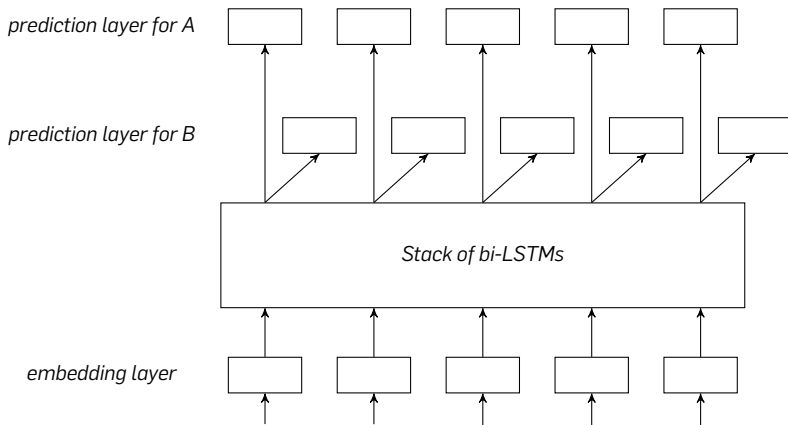 prediction layer for A
prediction layer for B
Stack of bi-LSTMs
embedding layer